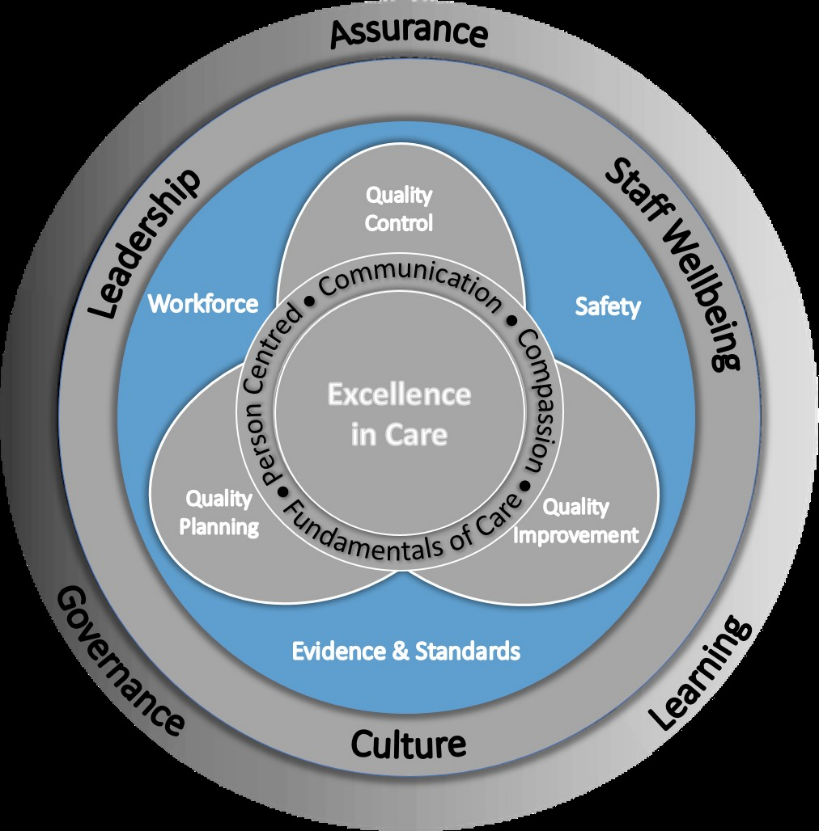 Assurance
Leadership
Staff Wellbeing
Quality
Control
Workforce
Safety
Person Centred • Communication • Compassion • Fundamentals of Care •
Excellence
in Care
Quality
Planning
Quality
Improvement
Evidence & Standards
Governance
Learning
Culture